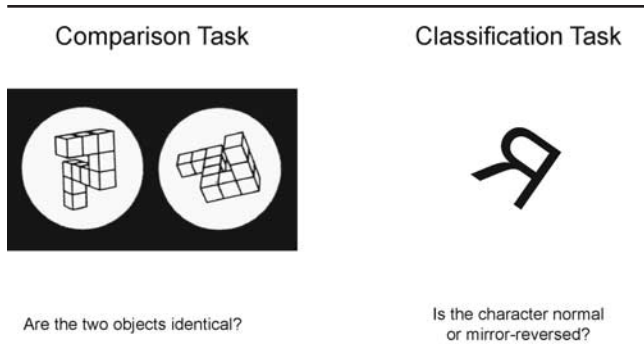 Comparison Task
Classification Task
Я
Are the two objects identical?
Is the character normal
or mirror-reversed?